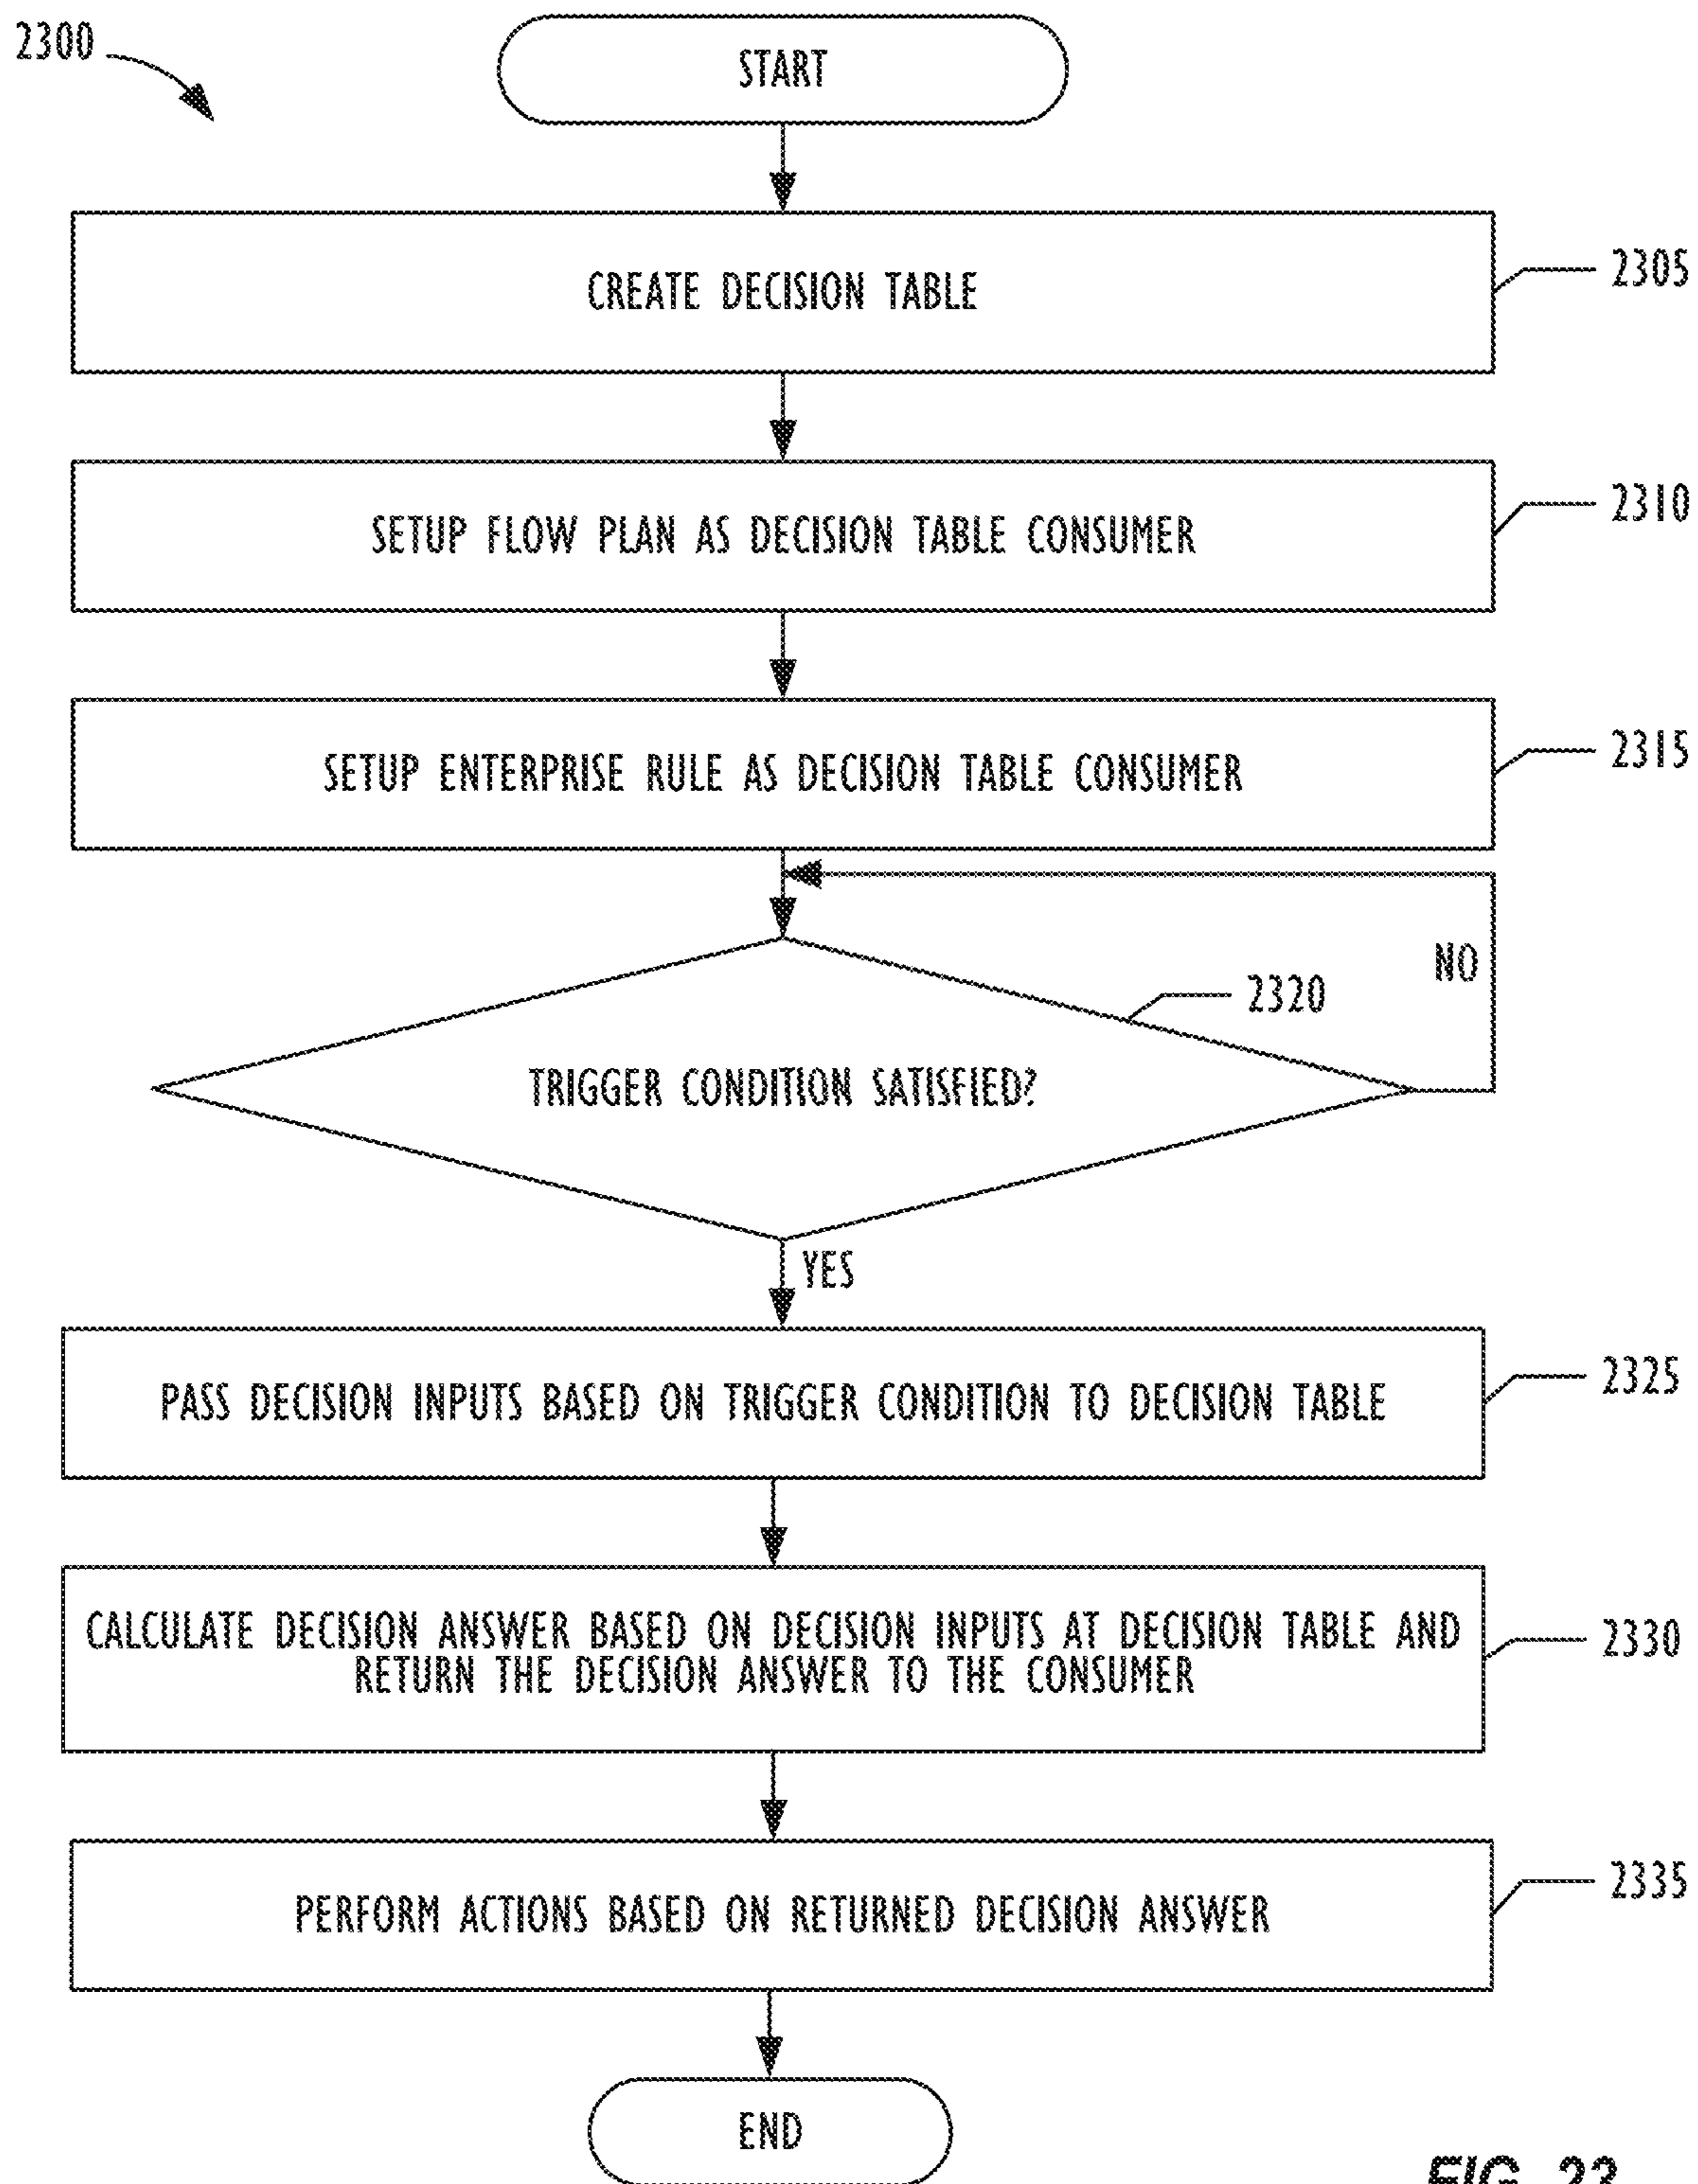 2300
START
CREATE DECISION TABLE
2305
SETUP FLOW PLAN AS DECISION TABLE CONSUMER
2310
SETUP ENTERPRISE RULE AS DECISION TABLE CONSUMER
2315
NO
2320
TRIGGER CONDITION SATISFIED?
YES
PASS DECISION INPUTS BASED ON TRIGGER CONDITION TO DECISION TABLE
2325
CALCULATE DECISION ANSWER BASED ON DECISION INPUTS AT DECISION TABLE AND
RETURN THE DECISION ANSWER TO THE CONSUMER
2330
PERFORM ACTIONS BASED ON RETURNED DECISION ANSWER
2335
END
FIG. 23